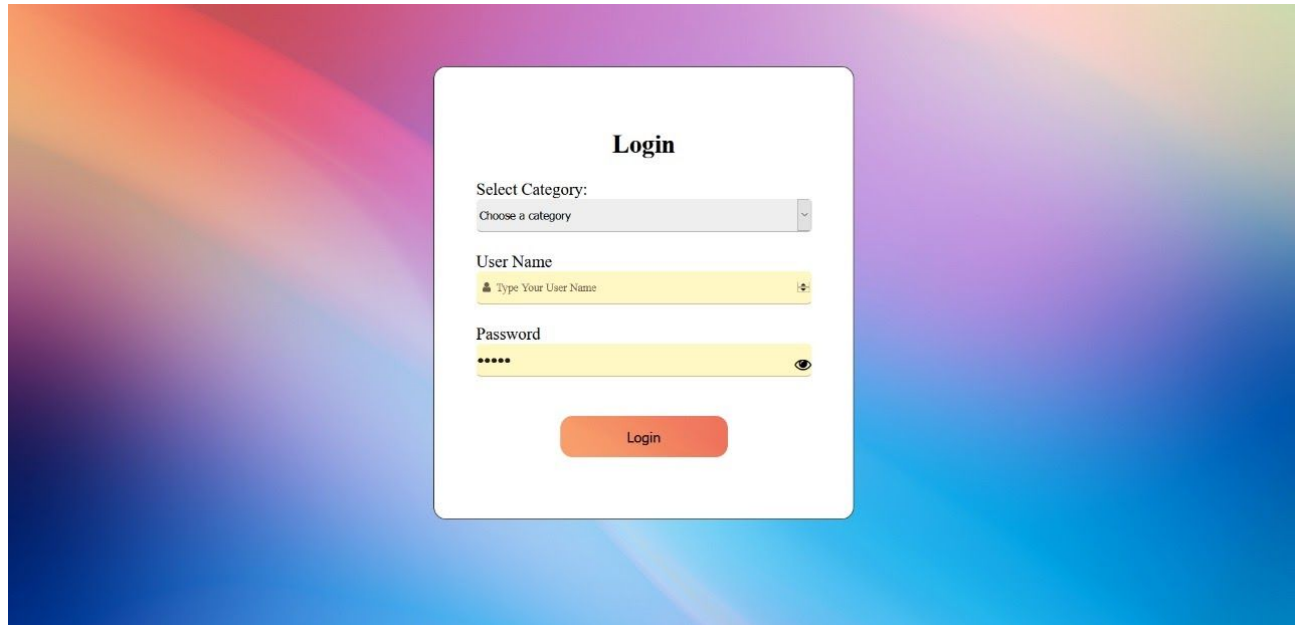 Login
Select Category:
Choose a category
User Name
Type Your User Name
Password
•••••
Login